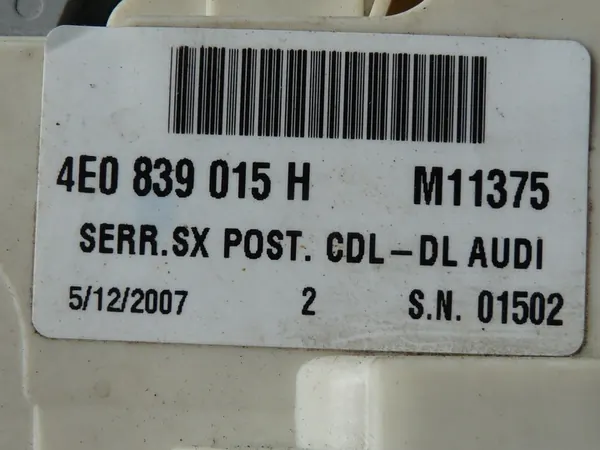 4E0 839 015 H M11375
SERR.SX POST. CDL-DL AUDI
5/12/2007 2 S.N. 01502